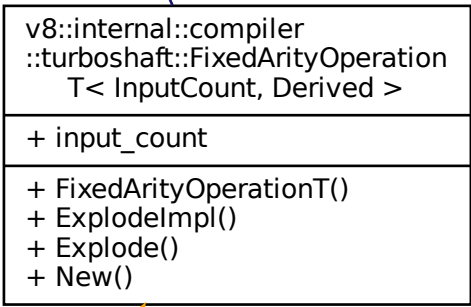 v8::internal::compiler
::turboshaft::FixedArityOperation
T< InputCount, Derived >
+ input_count
+ FixedArityOperationT()
+ ExplodeImpl()
+ Explode()
+ New()